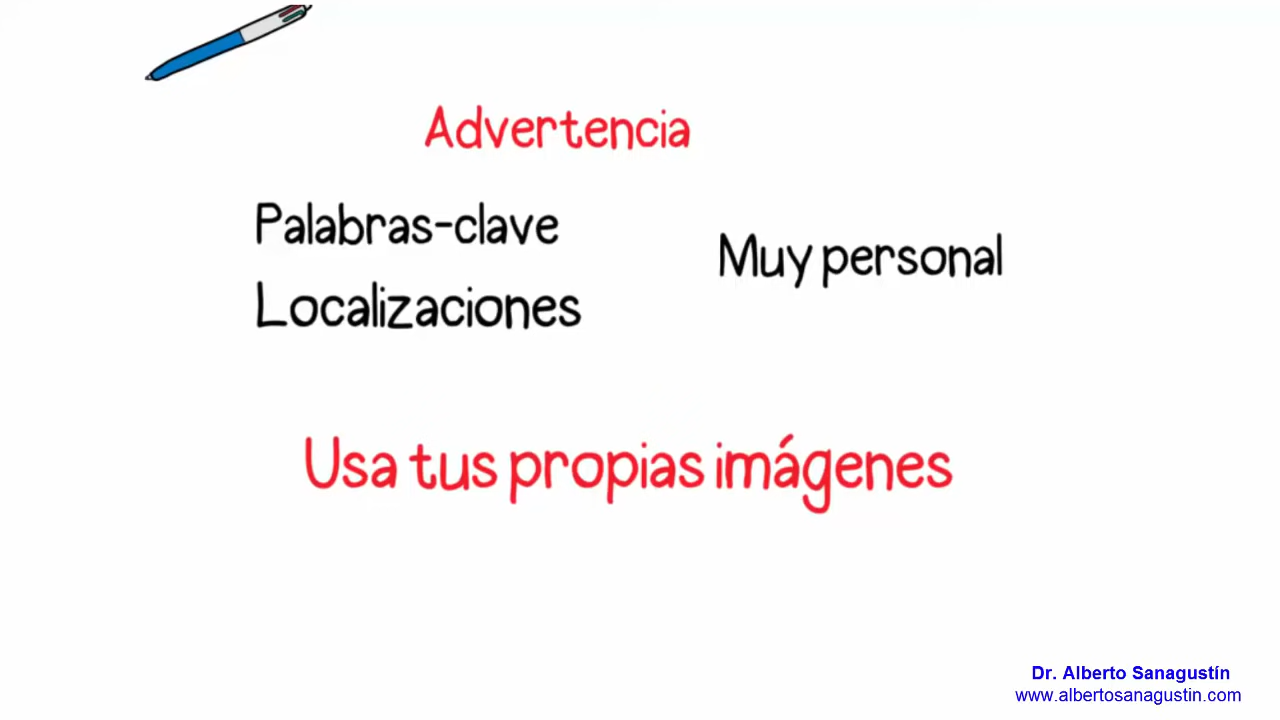 Advertencia
Palabras-clave
Localizaciones
Muy personal
Usa tus propias imágenes
Dr. Alberto Sanagustín
www.albertosanagustin.com